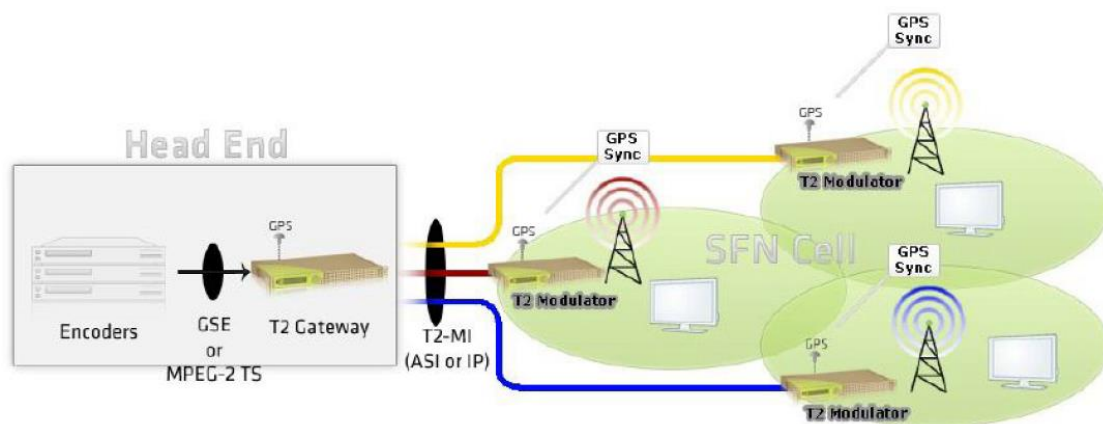 Head End
Encoders
GSE
or
MPEG-2 TS
GPS
T2 Gateway
T2-MI
(ASI or IP)
GPS
GPS
Sync
T2 Modulator
SFN Cell
GPS
GPS
Sync
T2 Modulator
GPS
GPS
Sync
T2 Modulator